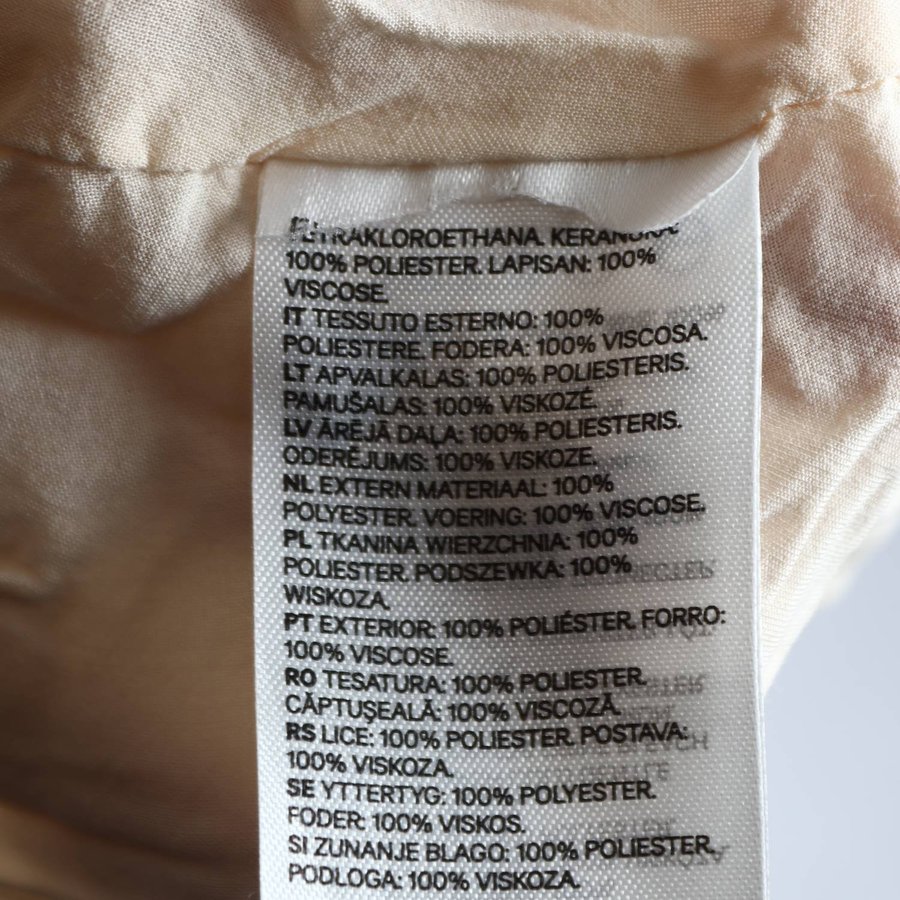 TETRAKLOROETHANA. KERANGKA:
100% POLIESTER. LAPISAN: 100%
VISCOSE.
IT TESSUTO ESTERNO: 100%
POLIESTERE. FODERA: 100% VISCOSA.
LT APVALKALAS: 100% POLIESTERIS.
PAMUŠALAS: 100% VISKOZĖ.
LV ĀRĒJĀ DAĻA: 100% POLIESTERIS.
ODERĒJUMS: 100% VISKOZE.
NL EXTERN MATERIAAL: 100%
POLYESTER. VOERING: 100% VISCOSE.
PL TKANINA WIERZCHNIA: 100%
POLIESTER. PODSZEWKA: 100%
WISKOZA.
PT EXTERIOR: 100% POLIÉSTER. FORRO:
100% VISCOSE.
RO TESATURA: 100% POLIESTER.
CĂPTUŞEALĂ: 100% VISCOZĂ.
RS LICE: 100% POLIESTER. POSTAVA:
100% VISKOZA.
SE YTTERTYG: 100% POLYESTER.
FODER: 100% VISKOS.
SI ZUNANJE BLAGO: 100% POLIESTER.
PODLOGA: 100% VISKOZA.